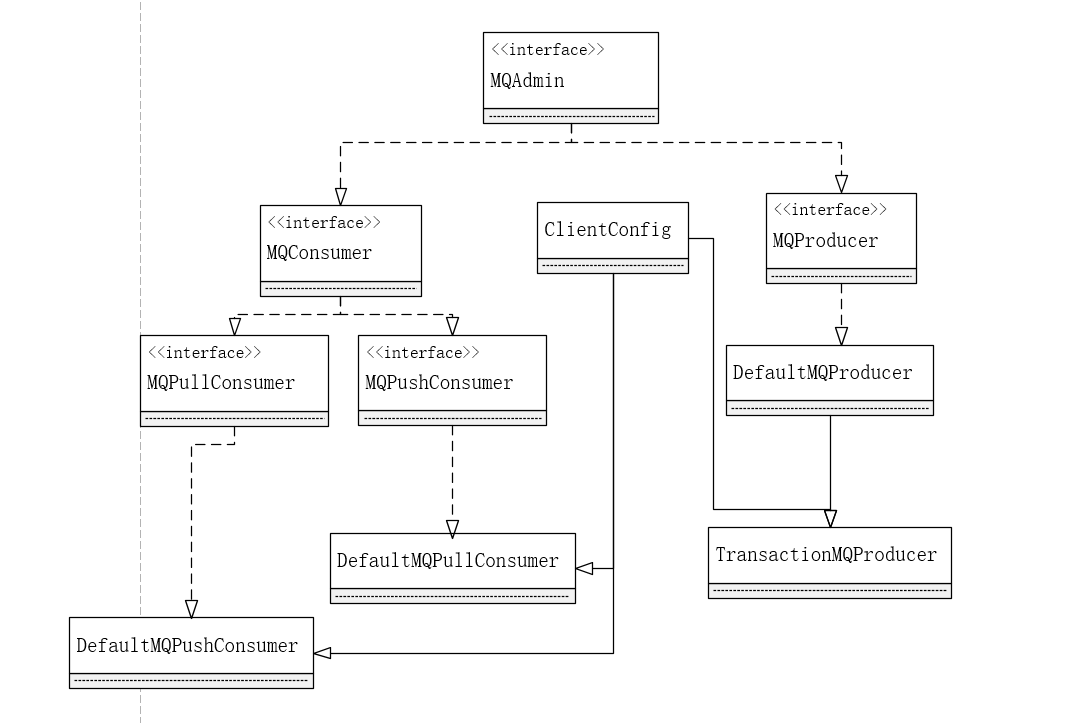 <<interface>>
MQAdmin
<<interface>>
MQConsumer
ClientConfig
<<interface>>
MQProducer
<<interface>>
MQPullConsumer
<<interface>>
MQPushConsumer
DefaultMQProducer
DefaultMQPullConsumer
TransactionMQProducer
DefaultMQPushConsumer